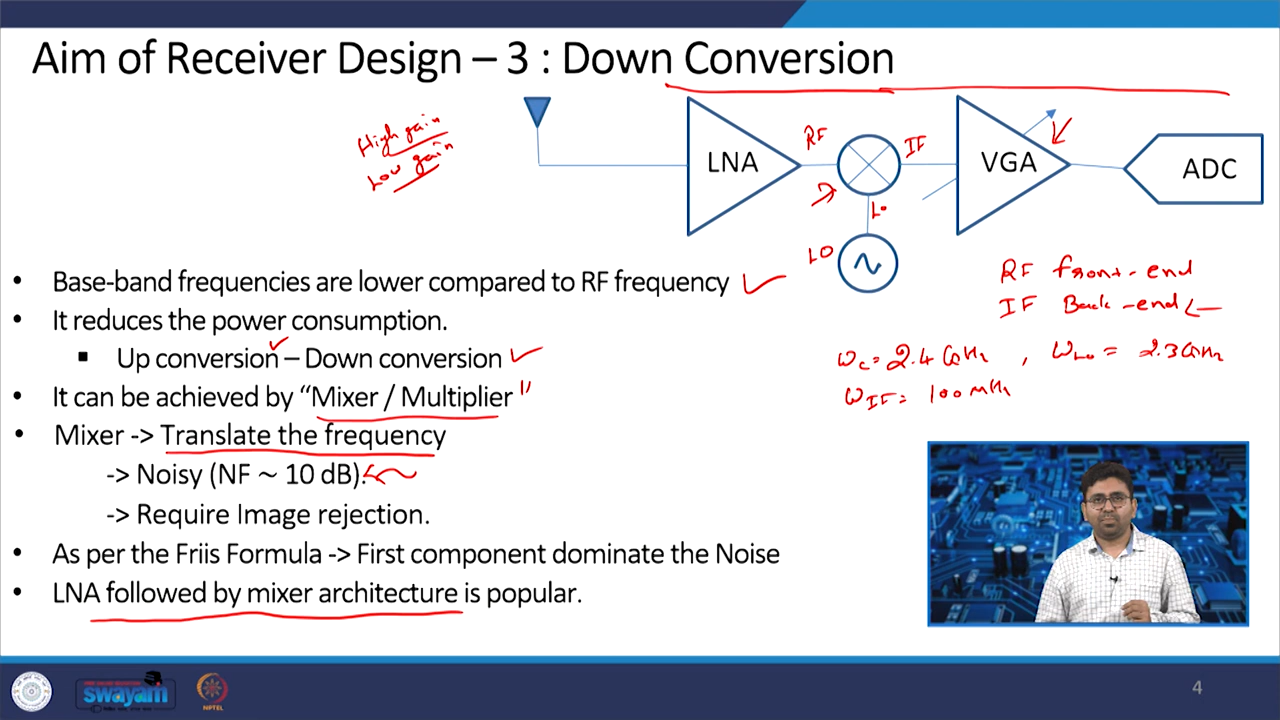 Aim of Receiver Design – 3 : Down Conversion
High gain
Low gain
LNA
RF
IF
VGA
ADC
LO
LO
RF front-end
IF Back-end
ωc = 2.4 GHz , ωLo = 2.3 GHz
ωIF = 100 MHz
• Base-band frequencies are lower compared to RF frequency
• It reduces the power consumption.
▪ Up conversion – Down conversion
• It can be achieved by “Mixer / Multiplier"
• Mixer -> Translate the frequency
-> Noisy (NF ~ 10 dB).
-> Require Image rejection.
• As per the Friis Formula -> First component dominate the Noise
• LNA followed by mixer architecture is popular.
swayam
NPTEL
4